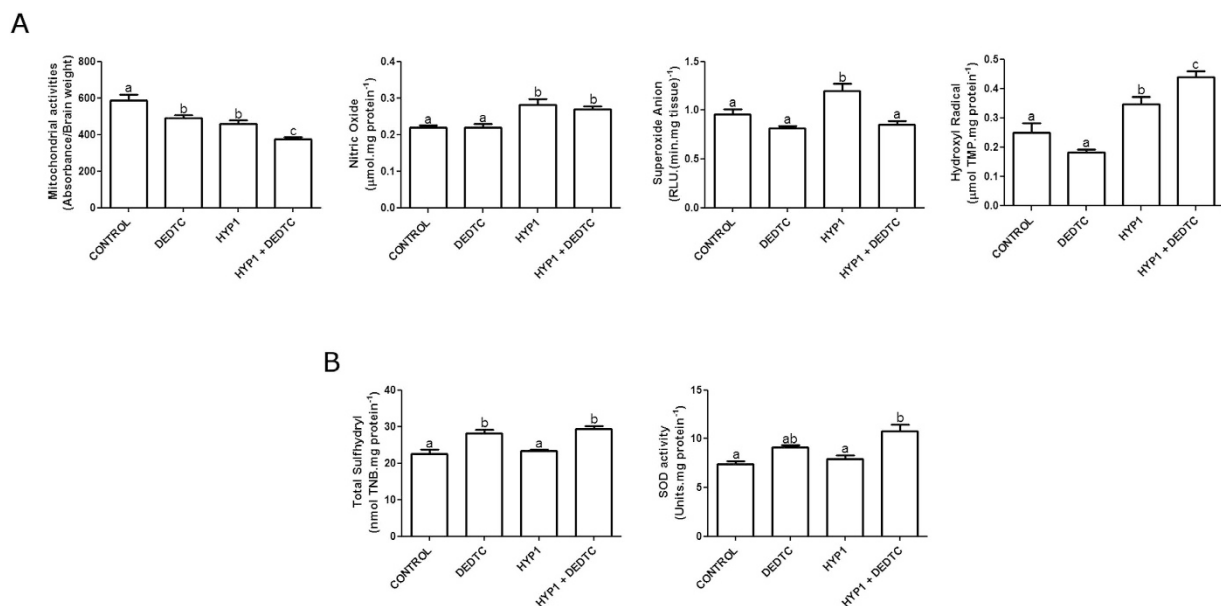 A
Mitochondrial activities
(Absorbance/Brain weight)
800
600
400
200
0
a
b
b
c
CONTROL
DEDTC
HYP1
HYP1 + DEDTC
Nitric Oxide
(μmol.mg protein⁻¹)
0.4
0.3
0.2
0.1
0.0
a
a
b
b
CONTROL
DEDTC
HYP1
HYP1 + DEDTC
Superoxide Anion
(RLU.(min.mg tissue)⁻¹)
1.5
1.0
0.5
0.0
a
a
b
a
CONTROL
DEDTC
HYP1
HYP1 + DEDTC
Hydroxyl Radical
(μmol TMP.mg protein⁻¹)
0.5
0.4
0.3
0.2
0.1
0.0
a
a
b
c
CONTROL
DEDTC
HYP1
HYP1 + DEDTC
B
Total Sulfhydryl
(nmol TNB.mg protein⁻¹)
40
30
20
10
0
a
b
a
b
CONTROL
DEDTC
HYP1
HYP1 + DEDTC
SOD activity
(Units.mg protein⁻¹)
15
10
5
0
a
ab
a
b
CONTROL
DEDTC
HYP1
HYP1 + DEDTC